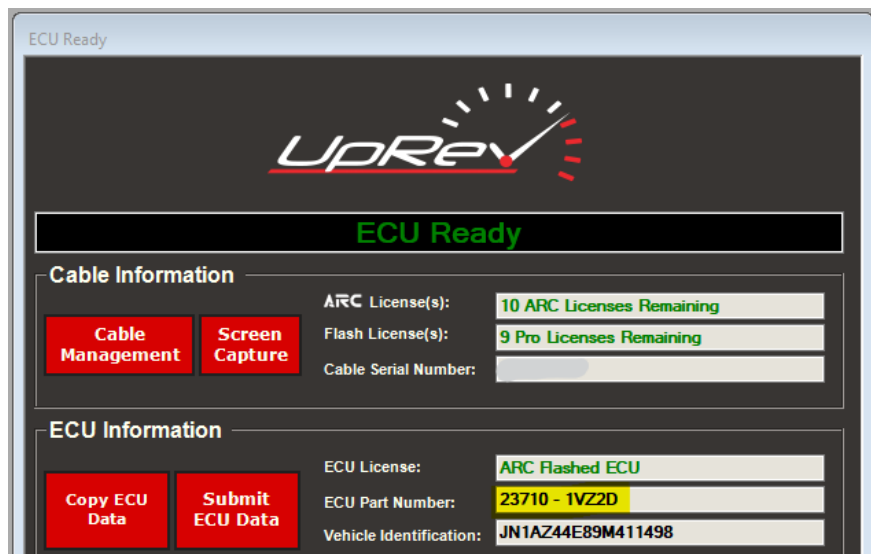 ECU Ready
UpRev
ECU Ready
Cable Information
Cable Management
Screen Capture
ARC License(s):
10 ARC Licenses Remaining
Flash License(s):
9 Pro Licenses Remaining
Cable Serial Number:
ECU Information
Copy ECU Data
Submit ECU Data
ECU License:
ARC Flashed ECU
ECU Part Number:
23710 - 1VZ2D
Vehicle Identification:
JN1AZ44E89M411498